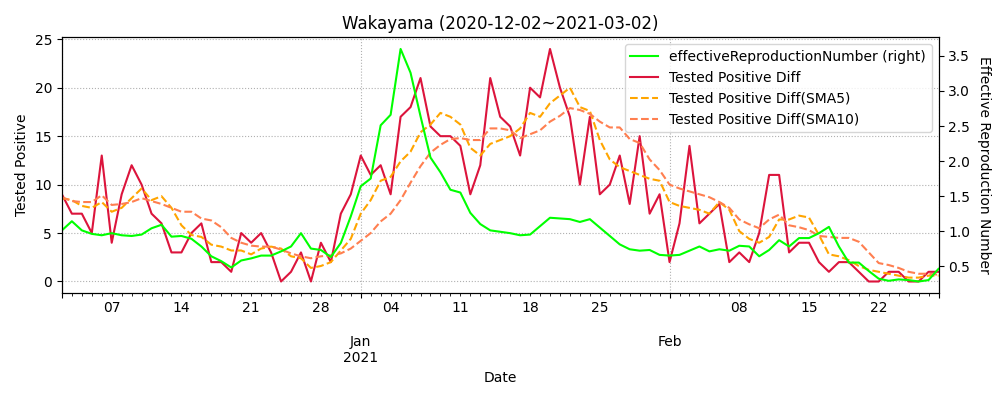 Wakayama (2020-12-02~2021-03-02)
effectiveReproductionNumber (right)
Tested Positive Diff
Tested Positive Diff(SMA5)
Tested Positive Diff(SMA10)
Tested Positive
25
20
15
10
5
0
Effective Reproduction Number
3.5
3.0
2.5
2.0
1.5
1.0
0.5
07 14 21 28 04 11 18 25 08 15 22
Jan Feb
2021
Date